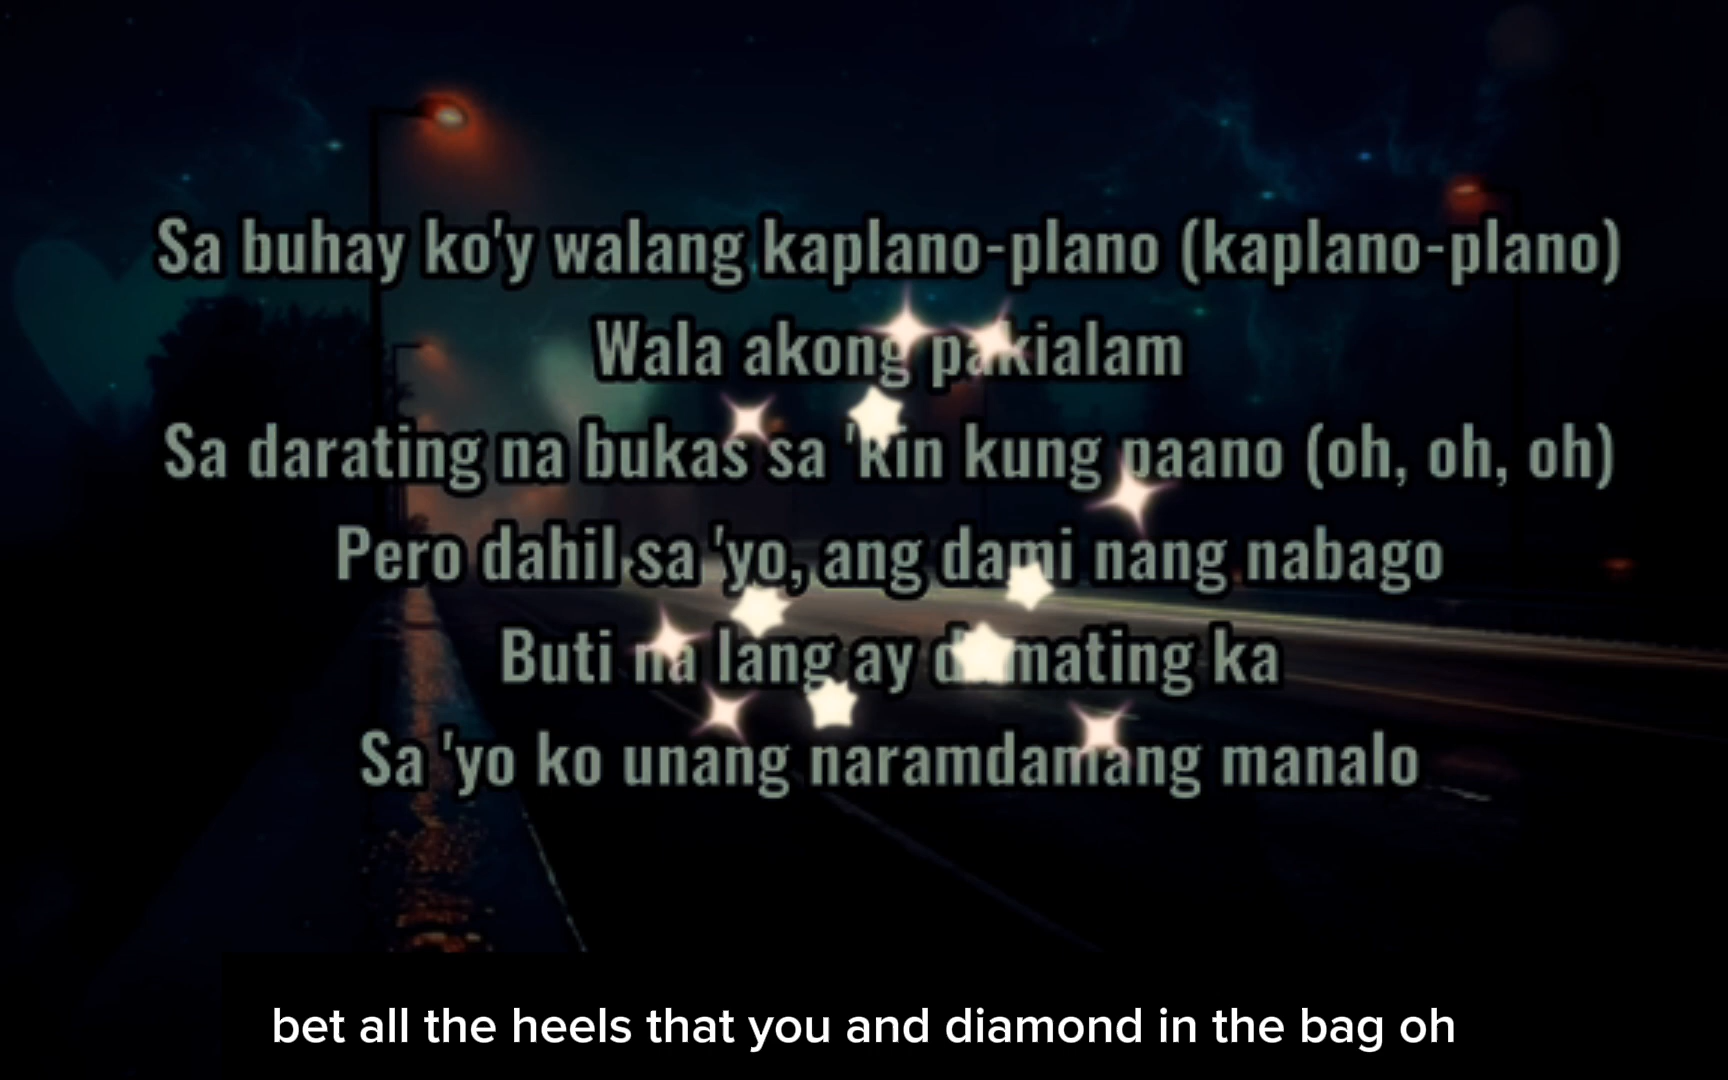 Sa buhay ko'y walang kaplano-plano (kaplano-plano)
Wala akong pakialam
Sa darating na bukas sa 'kin kung paano (oh, oh, oh)
Pero dahil sa 'yo, ang dami nang nabago
Buti na lang ay dumating ka
Sa 'yo ko unang naramdamang manalo
bet all the heels that you and diamond in the bag oh